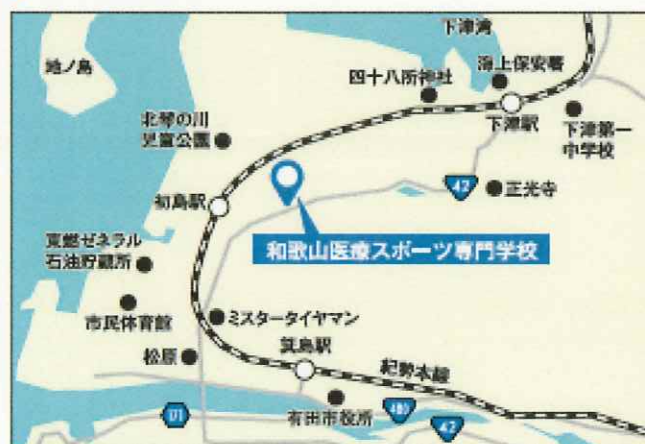 下津湾
地ノ島
海上保安署
四十八所神社
北琴の川
児童公園
下津駅
下津第一
中学校
42
正光寺
初島駅
和歌山医療スポーツ専門学校
東燃ゼネラル
石油貯蔵所
市民体育館
ミスタータイヤマン
箕島駅
松原
紀勢本線
171
480
有田市役所
42